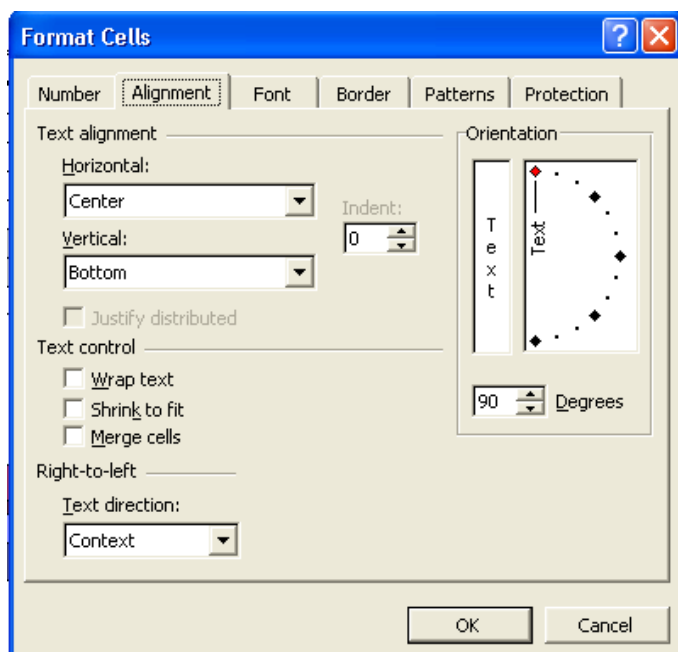 Format Cells
Number Alignment Font Border Patterns Protection
Text alignment
Horizontal:
Center
Indent:
0
Vertical:
Bottom
Justify distributed
Text control
Wrap text
Shrink to fit
Merge cells
Right-to-left
Text direction:
Context
Orientation
Text
Text
90 Degrees
OK Cancel